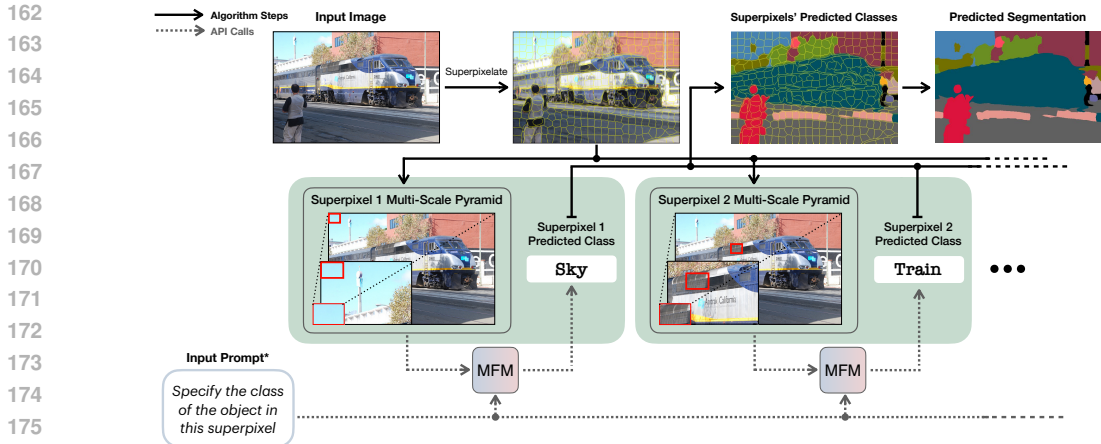 162
163
164
165
166
167
168
169
170
171
172
173
174
175
Algorithm Steps
API Calls
Input Image
Superpixelate
Superpixels' Predicted Classes
Predicted Segmentation
Superpixel 1 Multi-Scale Pyramid
Superpixel 1
Predicted Class
Sky
Superpixel 2 Multi-Scale Pyramid
Amtrak California
Superpixel 2
Predicted Class
Train
•••
Input Prompt*
Specify the class
of the object in
this superpixel
MFM
MFM